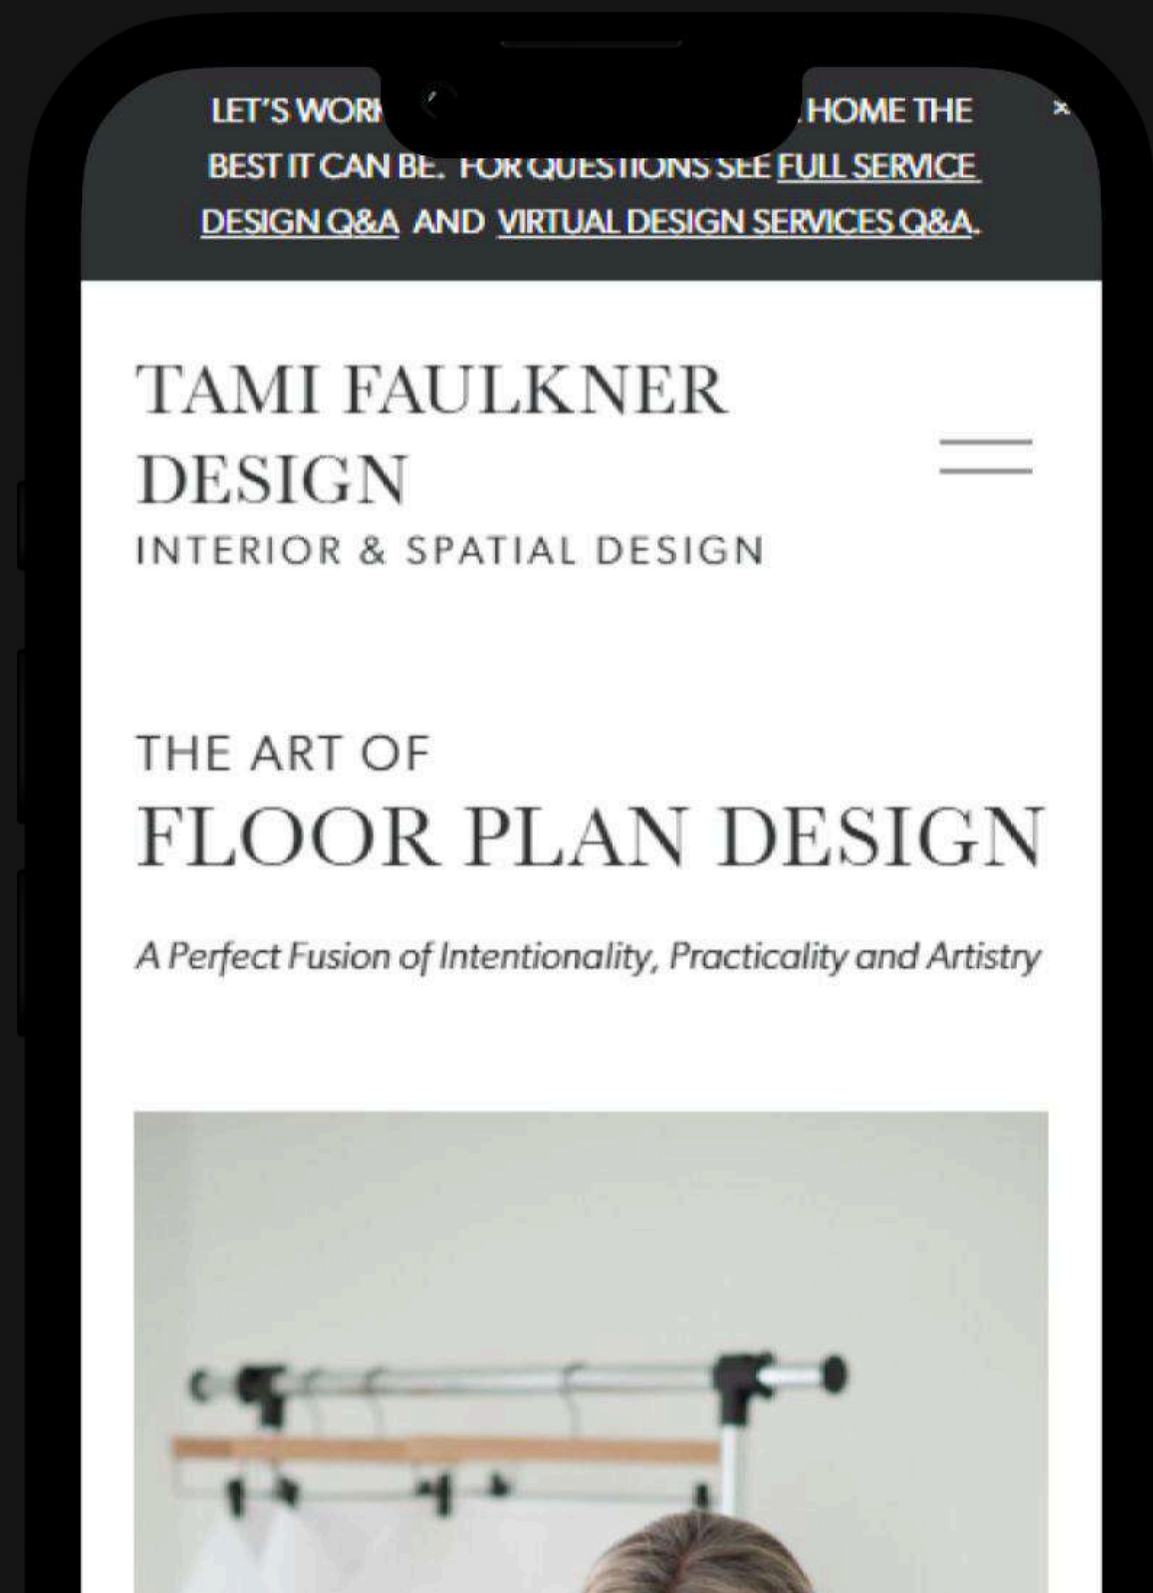 LET'S WORK HOME THE
BEST IT CAN BE. FOR QUESTIONS SEE FULL SERVICE
DESIGN Q&A AND VIRTUAL DESIGN SERVICES Q&A.
TAMI FAULKNER
DESIGN
INTERIOR & SPATIAL DESIGN
THE ART OF
FLOOR PLAN DESIGN
A Perfect Fusion of Intentionality, Practicality and Artistry